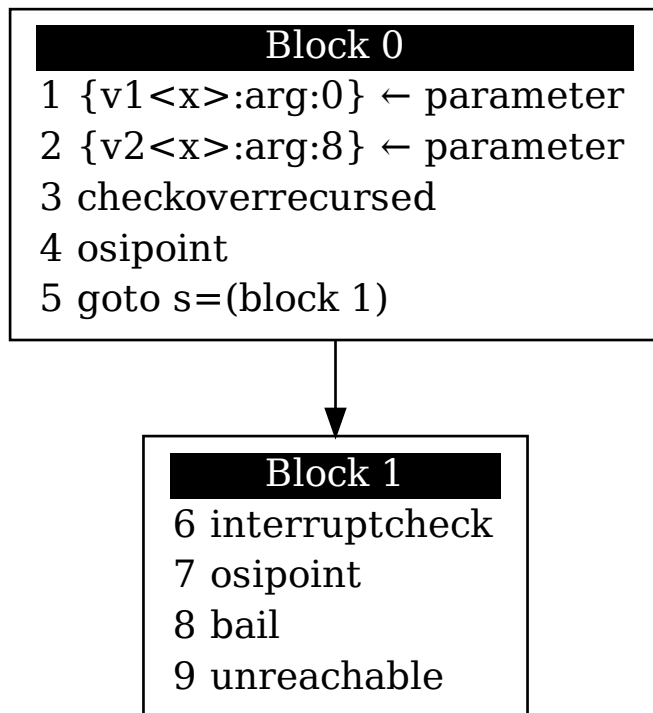 Block 0
1 {v1<x>:arg:0} ← parameter
2 {v2<x>:arg:8} ← parameter
3 checkoverrecursed
4 osipoint
5 goto s=(block 1)
Block 1
6 interruptcheck
7 osipoint
8 bail
9 unreachable